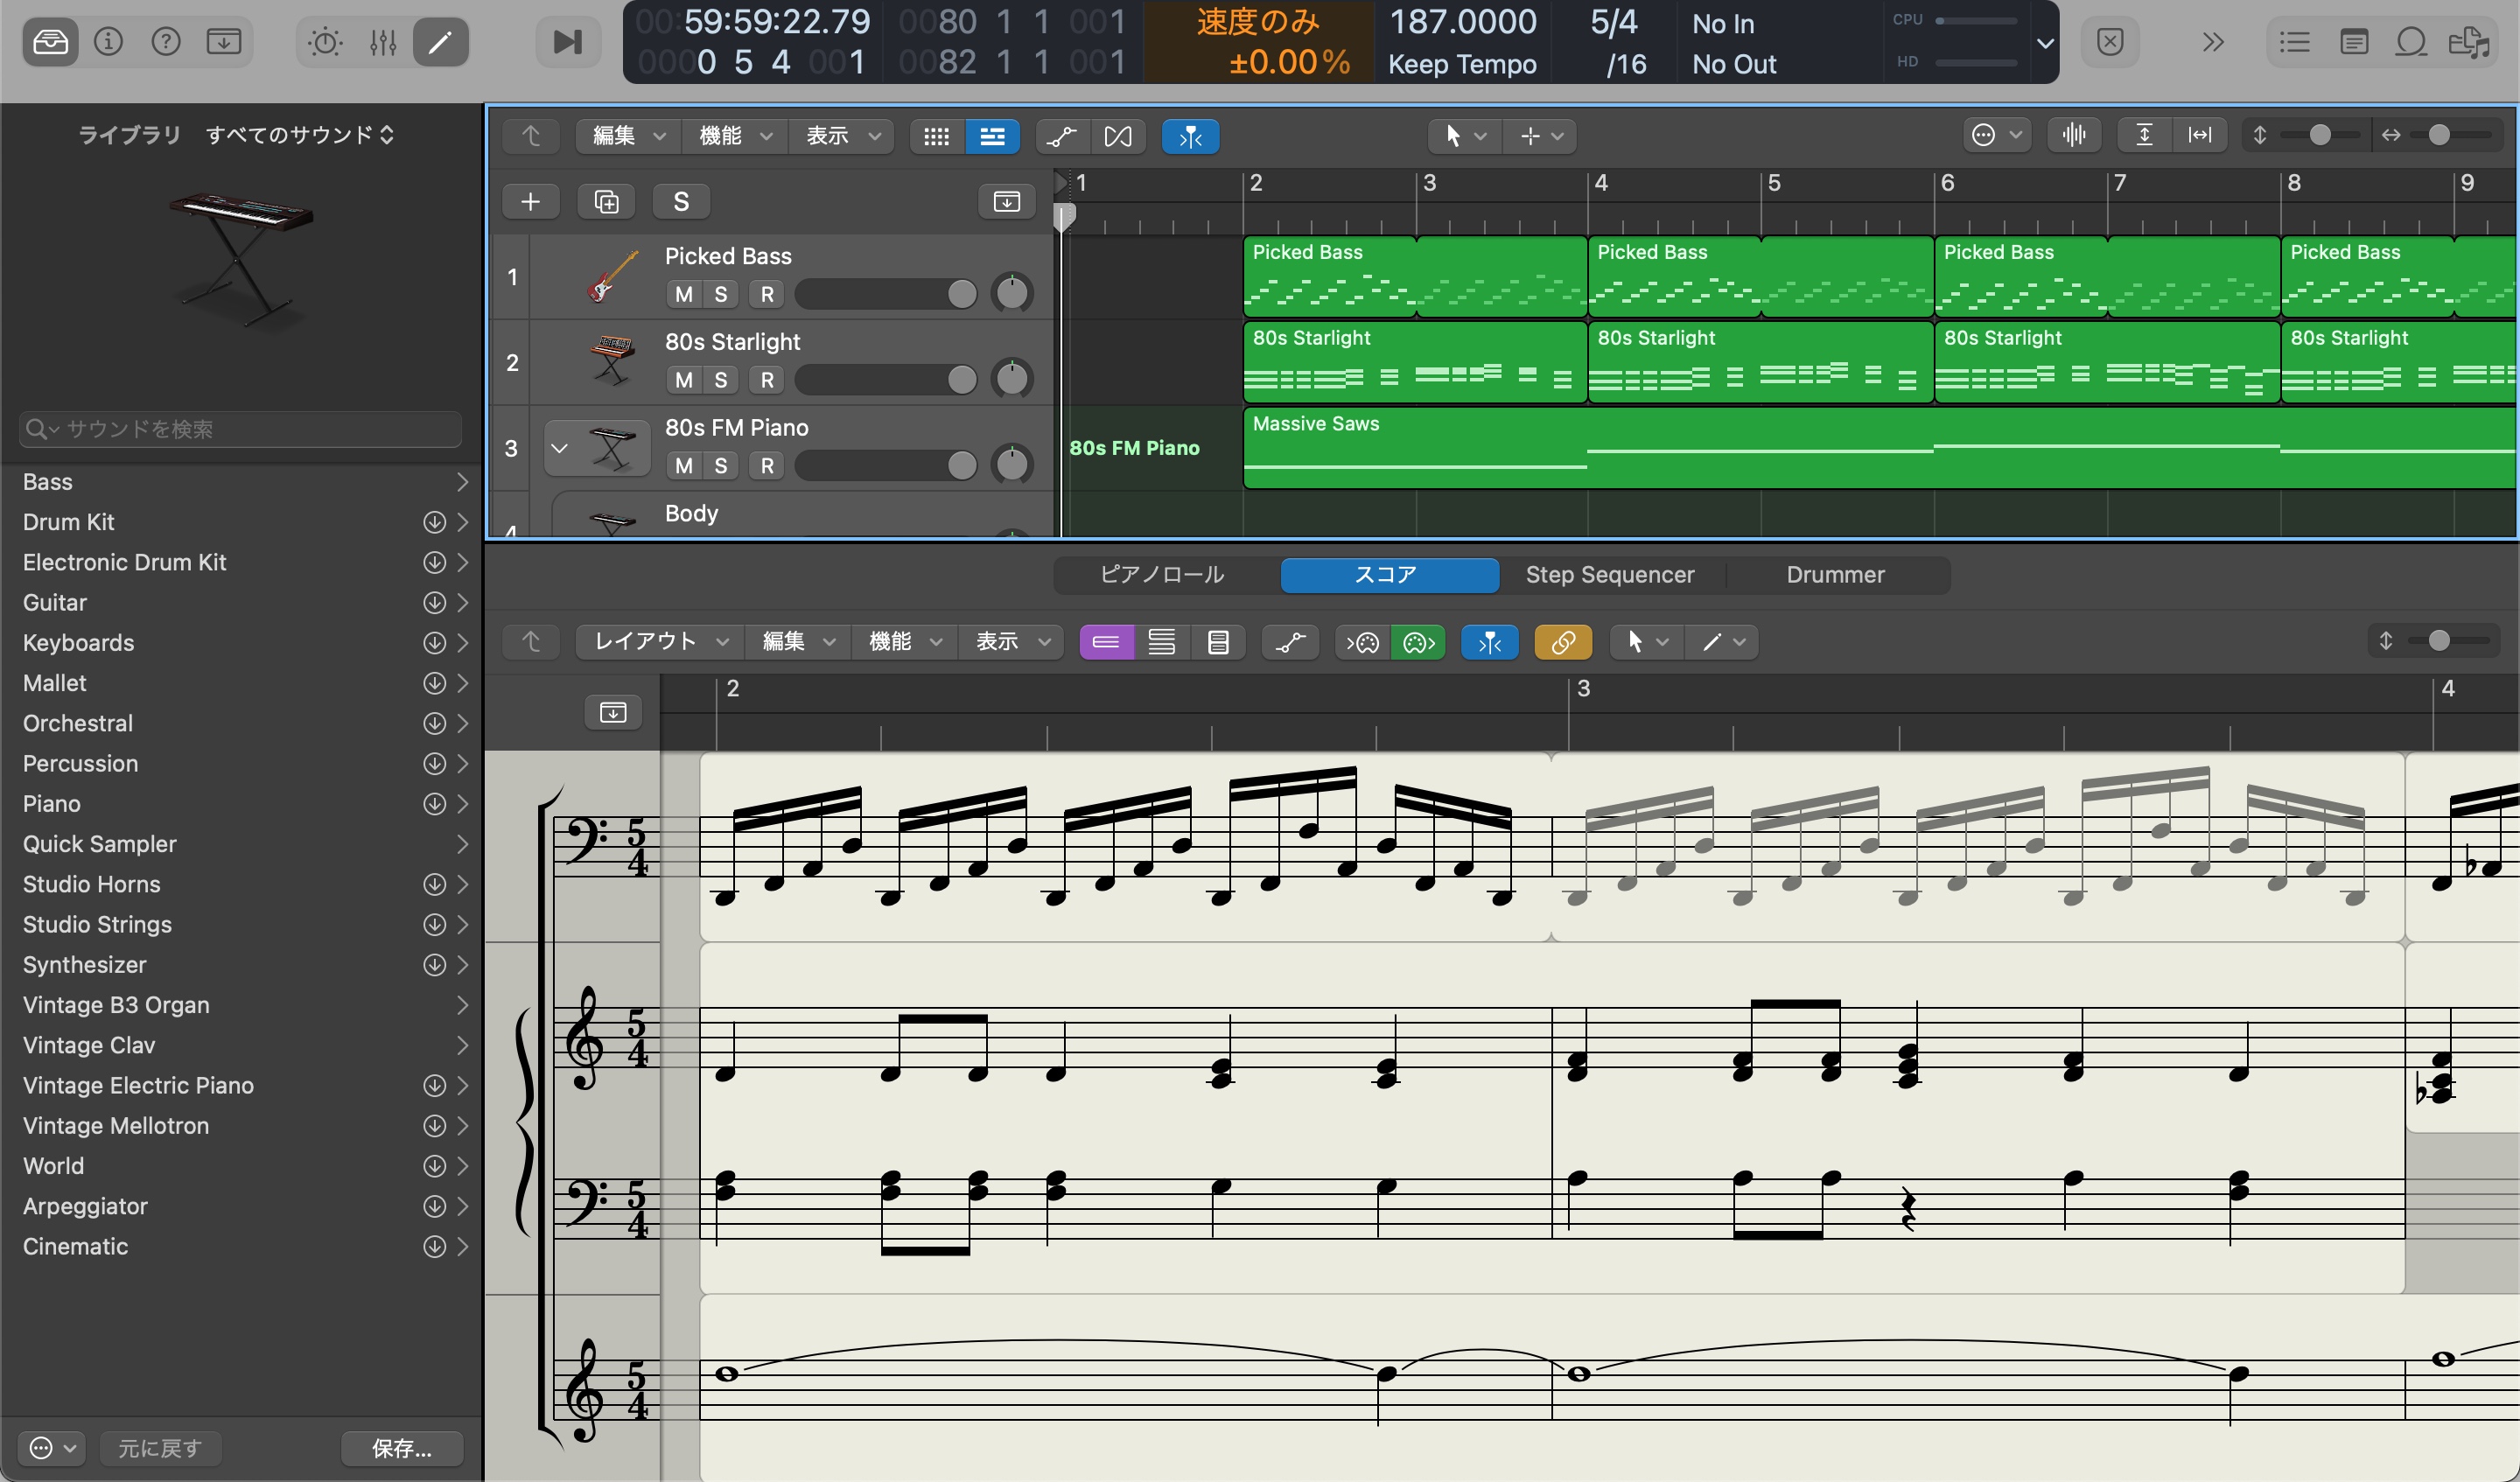 00:59:59:22.79
0000 5 4 001
0080 1 1 001
0082 1 1 001
速度のみ
±0.00%
187.0000
Keep Tempo
5/4
/16
No In
No Out
CPU
HD
ライブラリ すべてのサウンド
サウンドを検索
Bass
Drum Kit
Electronic Drum Kit
Guitar
Keyboards
Mallet
Orchestral
Percussion
Piano
Quick Sampler
Studio Horns
Studio Strings
Synthesizer
Vintage B3 Organ
Vintage Clav
Vintage Electric Piano
Vintage Mellotron
World
Arpeggiator
Cinematic
元に戻す 保存...
編集 機能 表示
S
1 2 3 4 5 6 7 8 9
1 Picked Bass
M S R
Picked Bass Picked Bass Picked Bass Picked Bass
2 80s Starlight
M S R
80s Starlight 80s Starlight 80s Starlight 80s Starlight
3 80s FM Piano
M S R
80s FM Piano
Massive Saws
4 Body
ピアノロール スコア Step Sequencer Drummer
レイアウト 編集 機能 表示
2 3 4
5
4
5
4
5
4
5
4